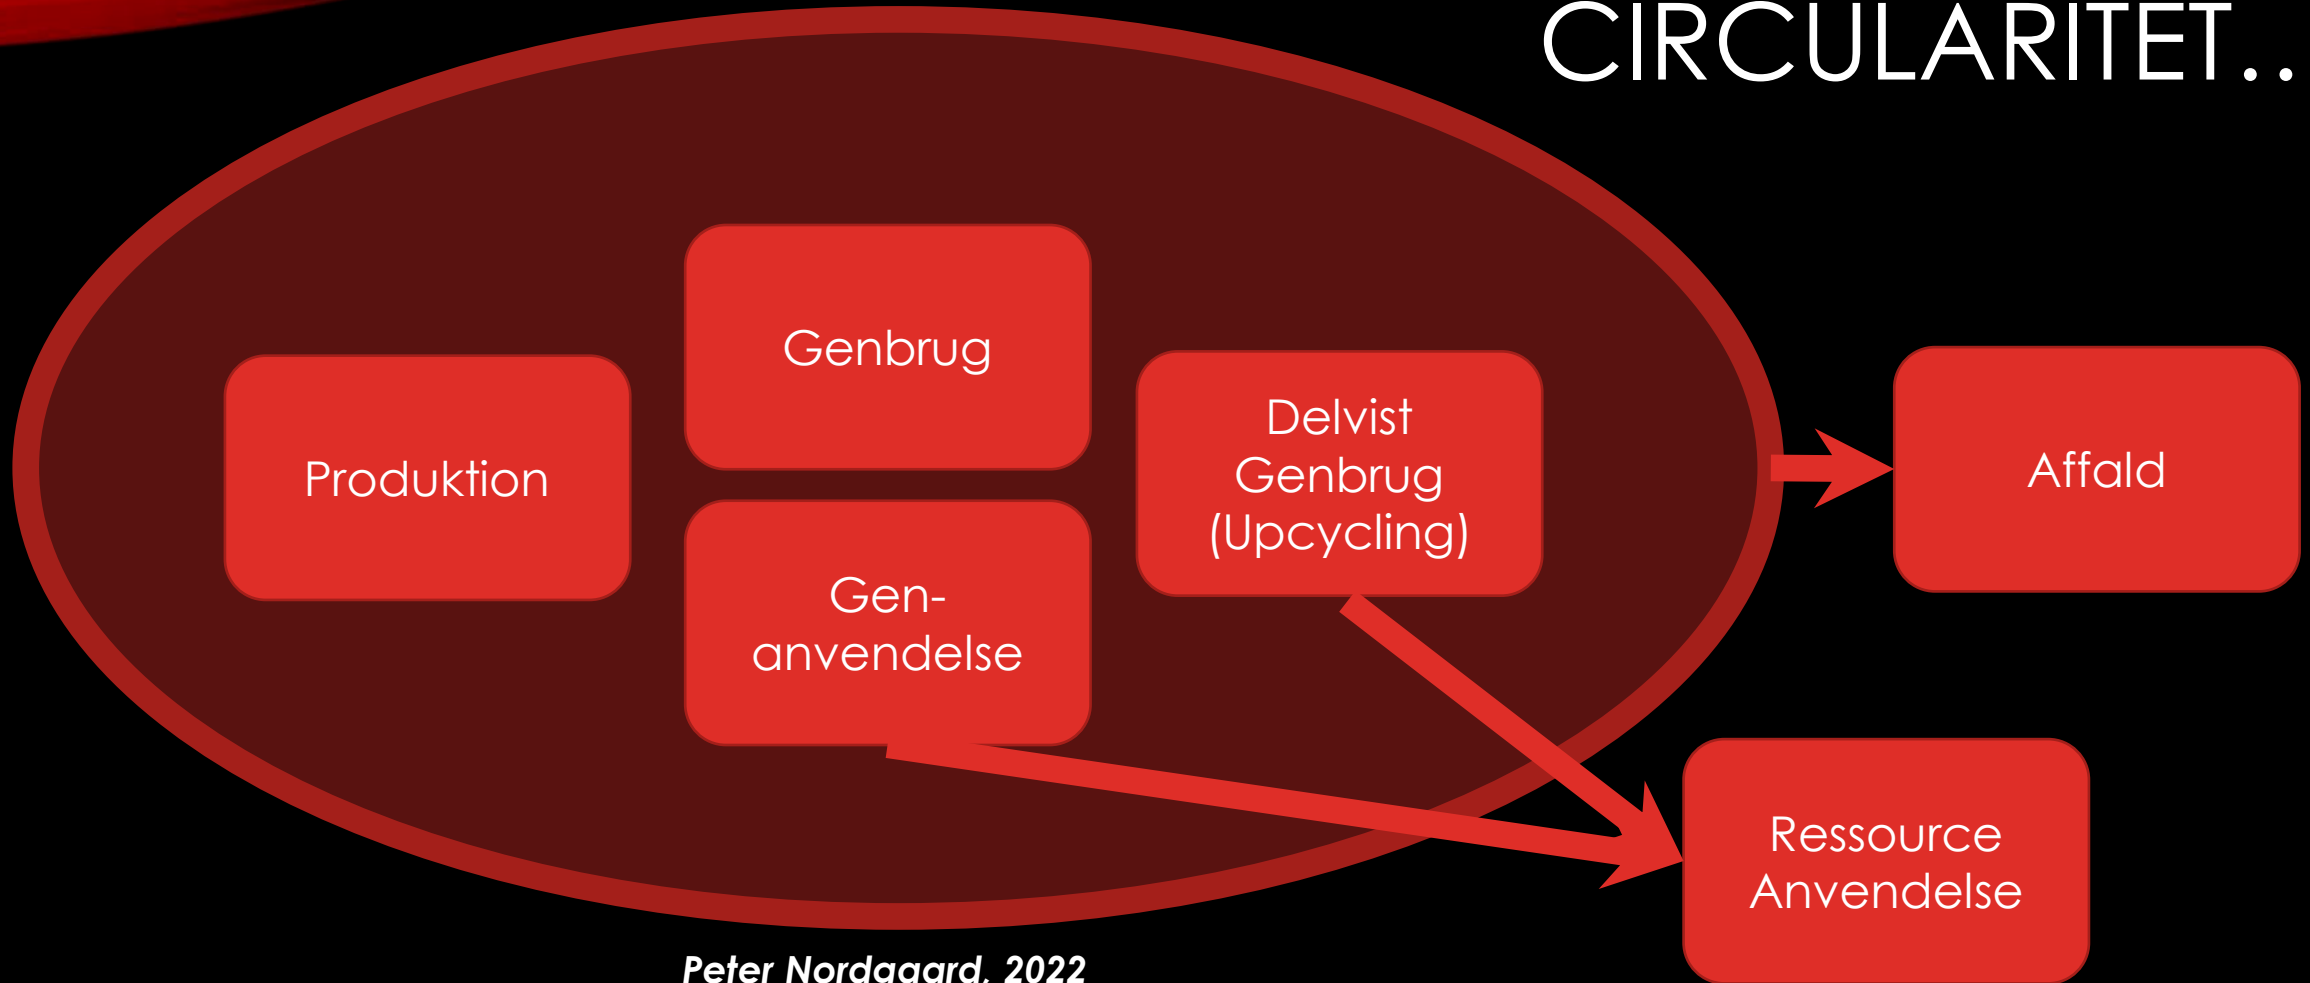 CIRCULARITET..
Genbrug
Produktion
Delvist
Genbrug
(Upcycling)
Gen-
anvendelse
Affald
Ressource
Anvendelse
Peter Nordgaard, 2022